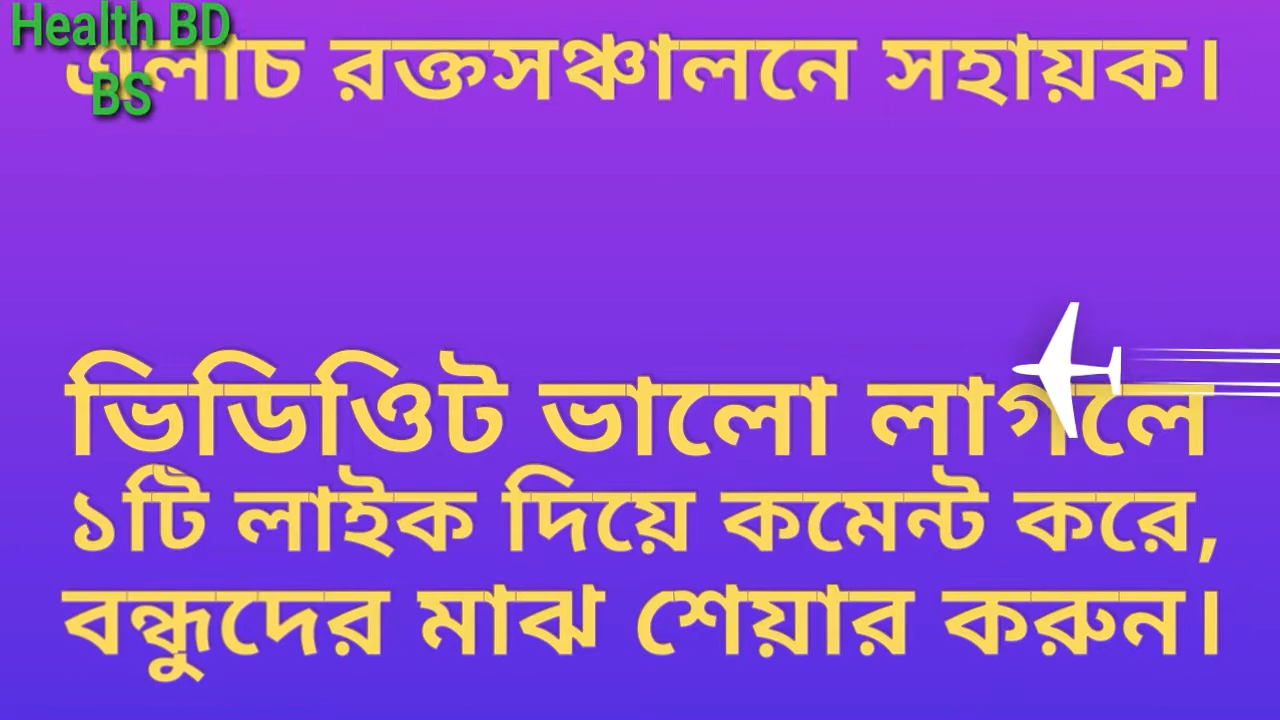 Health BD
BS
এলাচ রক্তসঞ্চালনে সহায়ক।
ভিডিওিট ভালো লাগলে
১টি লাইক দিয়ে কমেন্ট করে,
বন্ধুদের মাঝ শেয়ার করুন।